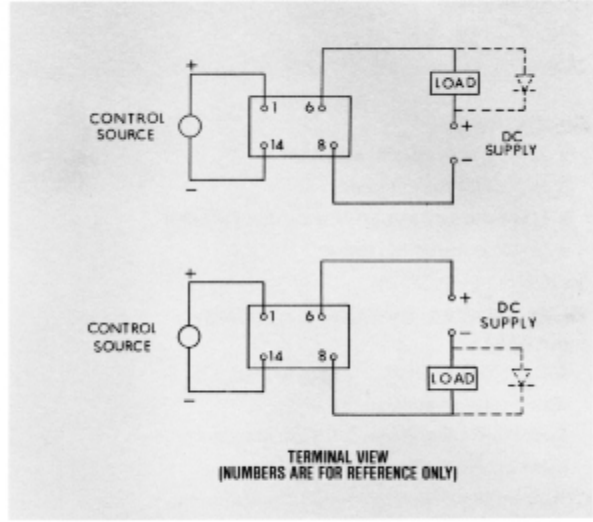 +
CONTROL
SOURCE
−
1 6
14 8
LOAD
+
DC
SUPPLY
−
+
CONTROL
SOURCE
−
1 6
14 8
+
DC
SUPPLY
−
LOAD
TERMINAL VIEW
(NUMBERS ARE FOR REFERENCE ONLY)